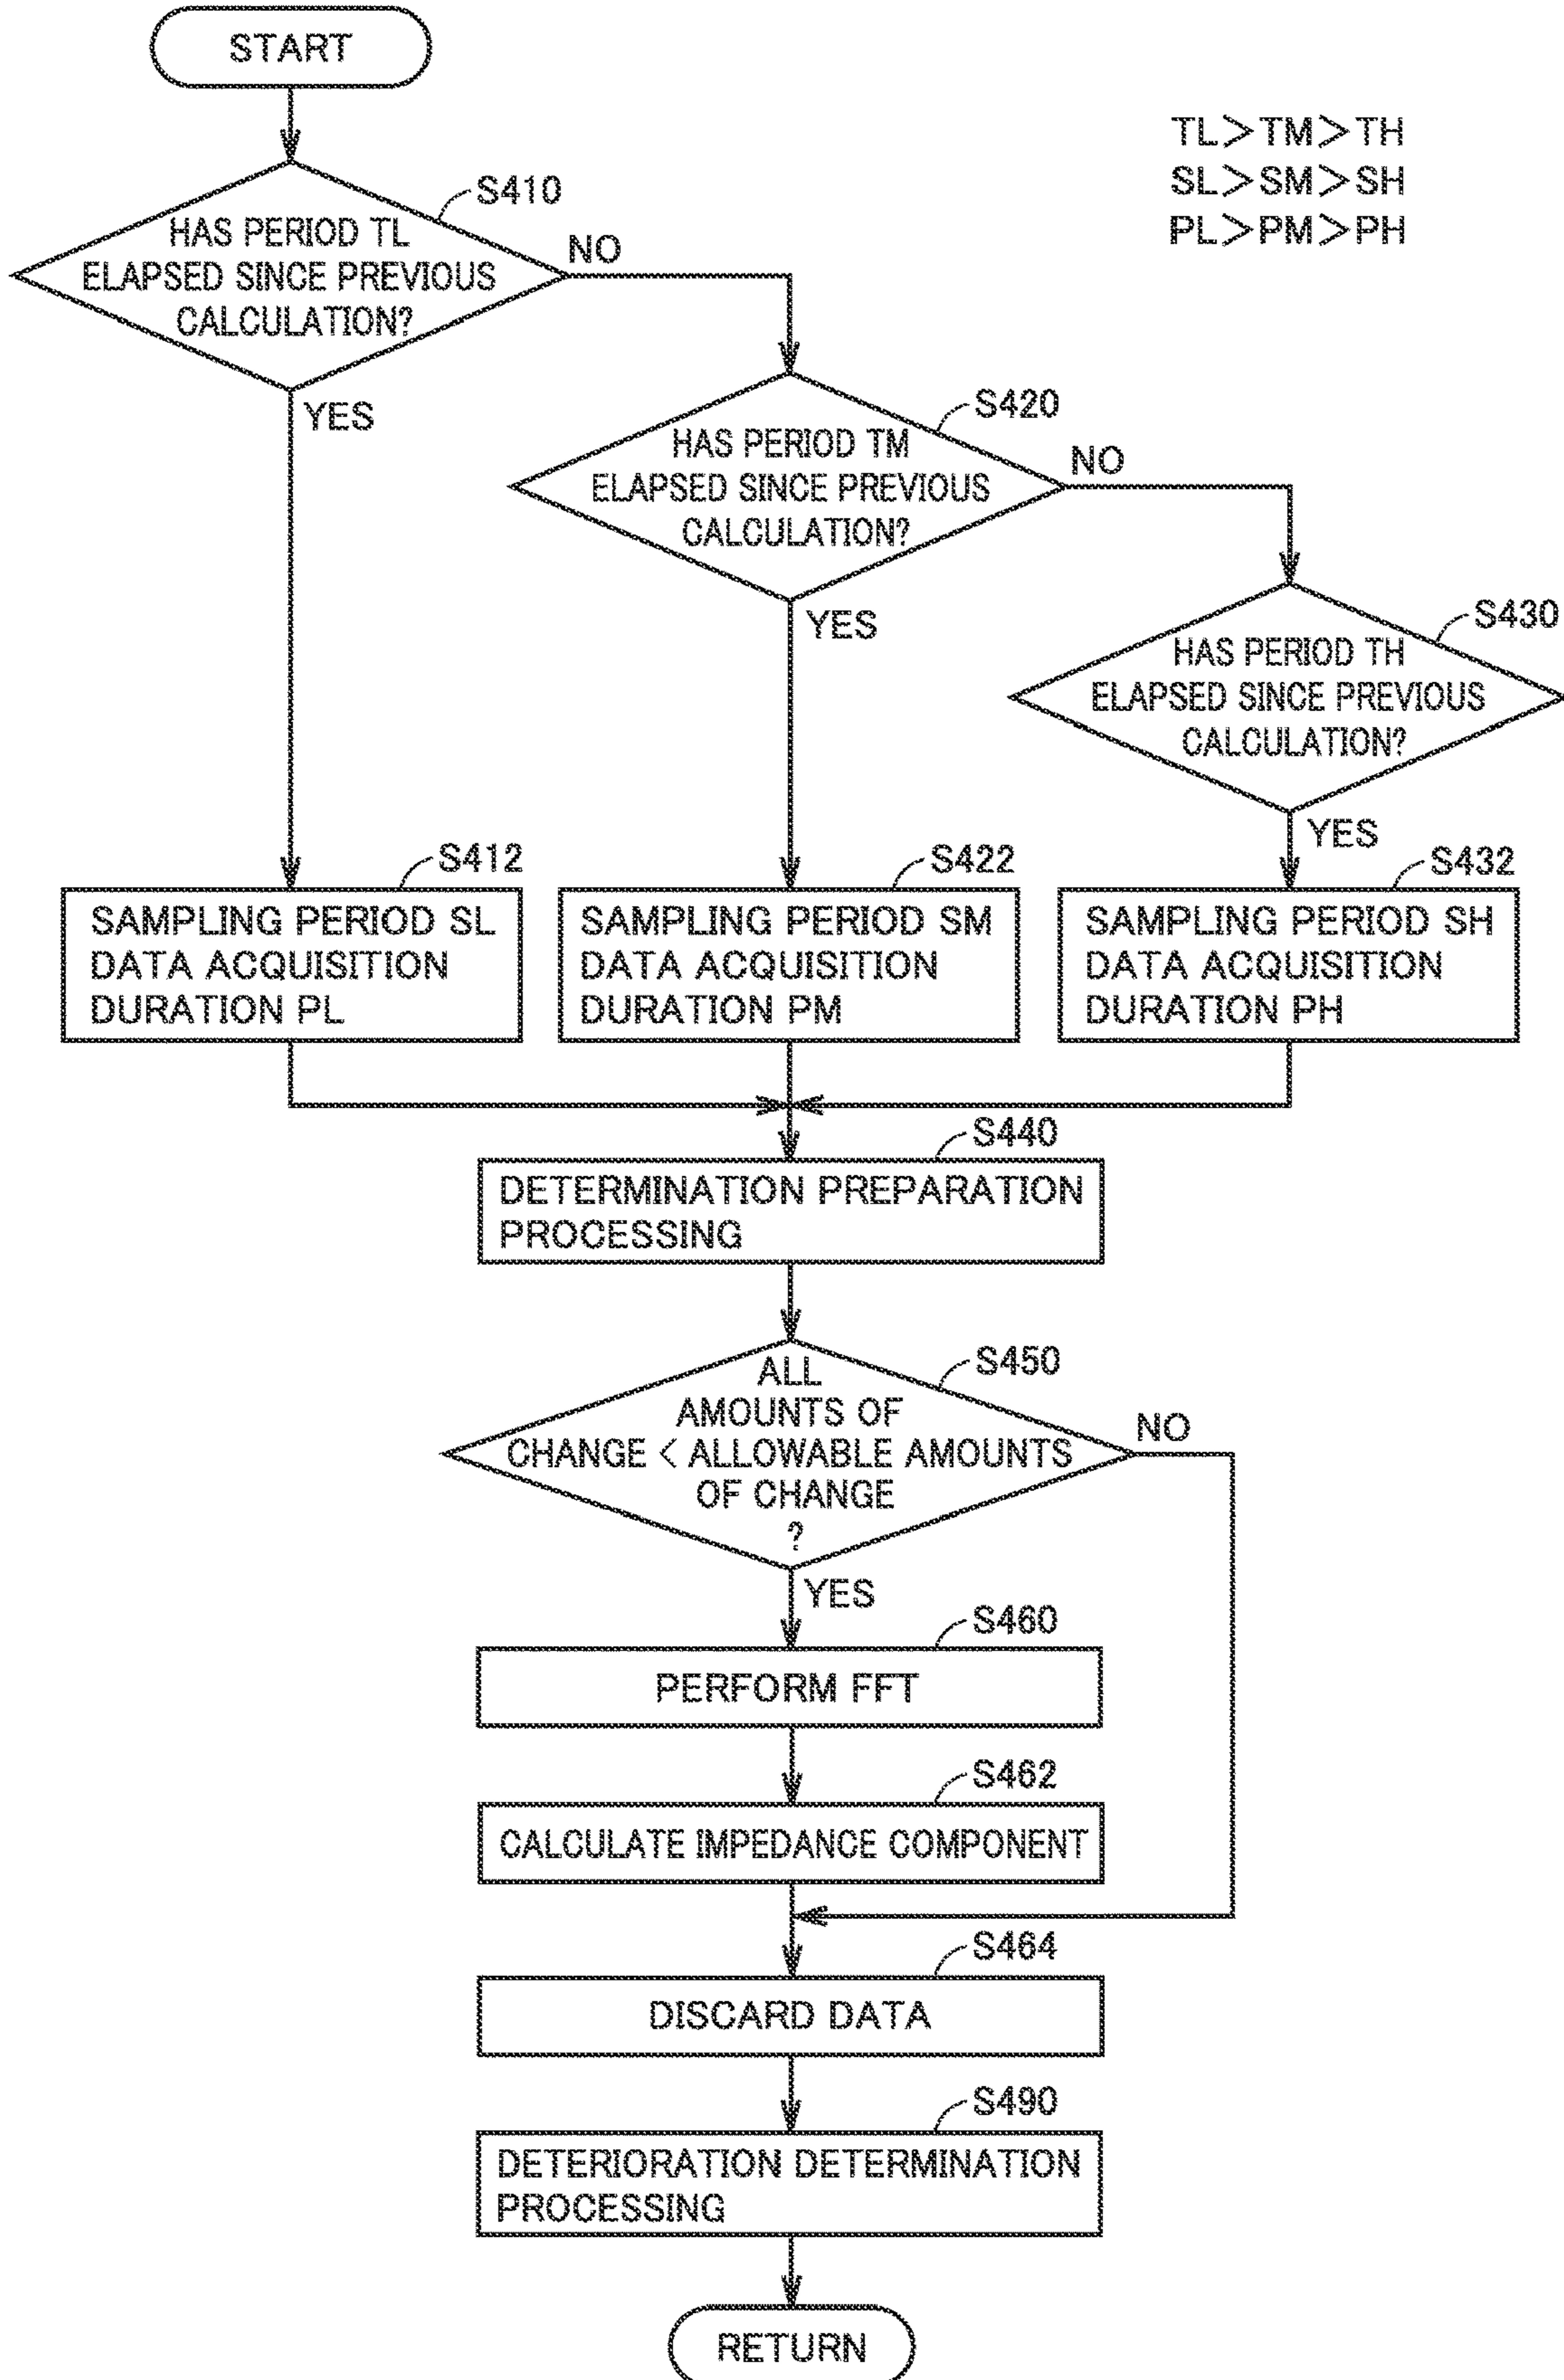 START
TL＞TM＞TH
SL＞SM＞SH
PL＞PM＞PH
S410
HAS PERIOD TL
ELAPSED SINCE PREVIOUS
CALCULATION?
NO
YES
S420
HAS PERIOD TM
ELAPSED SINCE PREVIOUS
CALCULATION?
NO
YES
S430
HAS PERIOD TH
ELAPSED SINCE PREVIOUS
CALCULATION?
YES
S412
SAMPLING PERIOD SL
DATA ACQUISITION
DURATION PL
S422
SAMPLING PERIOD SM
DATA ACQUISITION
DURATION PM
S432
SAMPLING PERIOD SH
DATA ACQUISITION
DURATION PH
S440
DETERMINATION PREPARATION
PROCESSING
S450
ALL
AMOUNTS OF
CHANGE < ALLOWABLE AMOUNTS
OF CHANGE
?
NO
YES
S460
PERFORM FFT
S462
CALCULATE IMPEDANCE COMPONENT
S464
DISCARD DATA
S490
DETERIORATION DETERMINATION
PROCESSING
RETURN